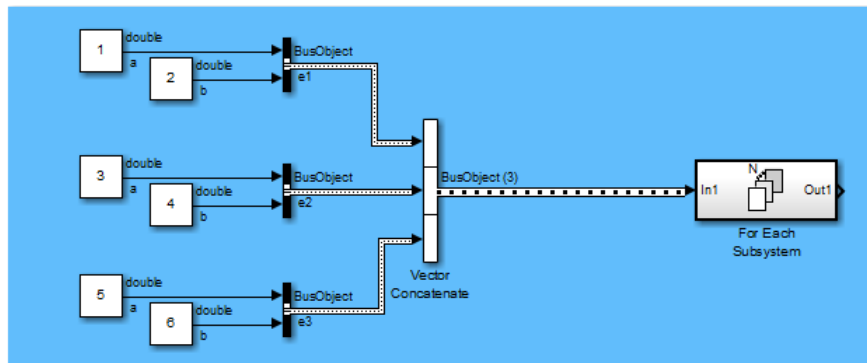 1
double
a
2
double
b
BusObject
e1
3
double
a
4
double
b
BusObject
e2
5
double
a
6
double
b
BusObject
e3
BusObject (3)
Vector
Concatenate
In1
N
Out1
For Each
Subsystem